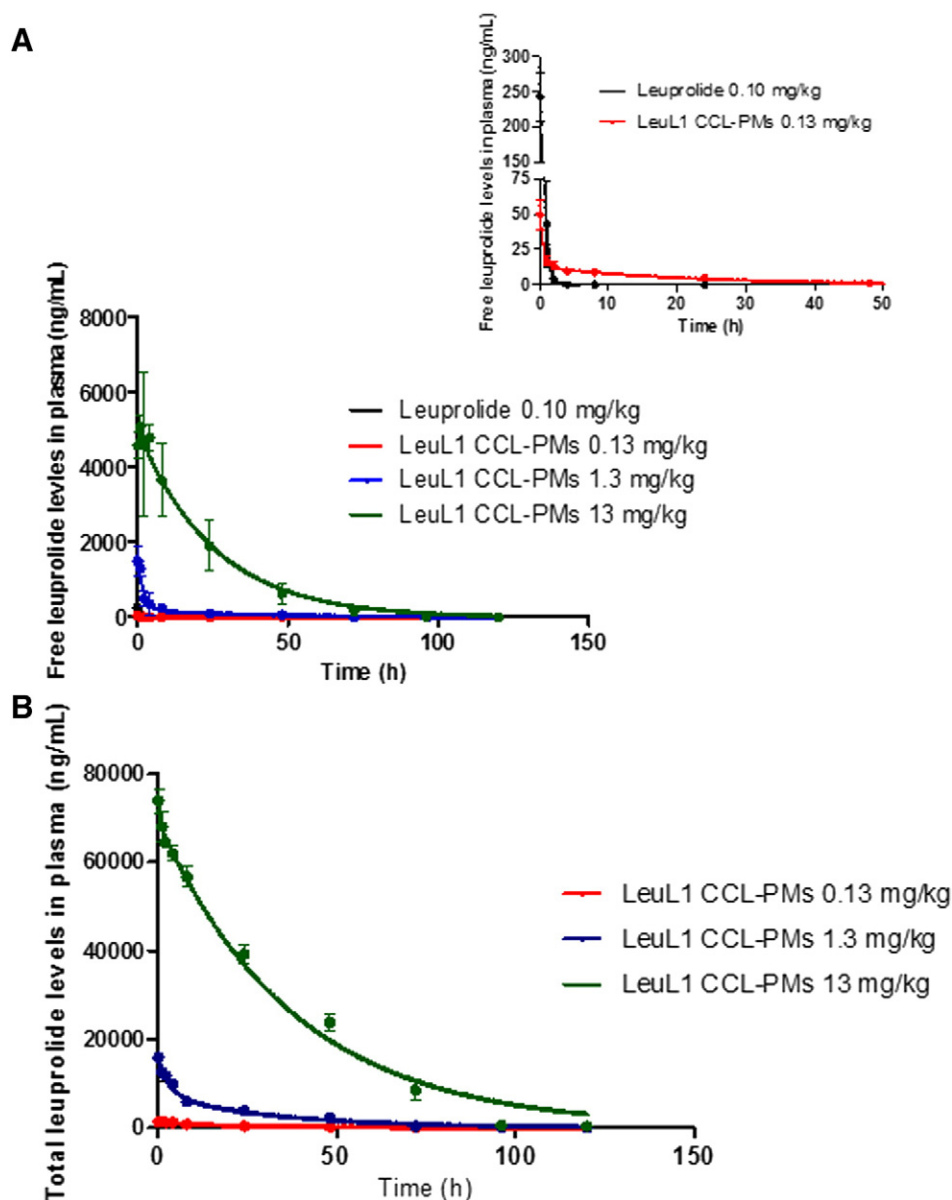 A
Free leuprolide levels in plasma (ng/mL)
300
250
200
150
75
50
25
0
0 10 20 30 40 50
Time (h)
Leuprolide 0.10 mg/kg
LeuL1 CCL-PMs 0.13 mg/kg
Free leuprolide levles in plasma (ng/mL)
8000
6000
4000
2000
0
0 50 100 150
Time (h)
Leuprolide 0.10 mg/kg
LeuL1 CCL-PMs 0.13 mg/kg
LeuL1 CCL-PMs 1.3 mg/kg
LeuL1 CCL-PMs 13 mg/kg
B
Total leuprolide levels in plasma (ng/mL)
80000
60000
40000
20000
0
0 50 100 150
Time (h)
LeuL1 CCL-PMs 0.13 mg/kg
LeuL1 CCL-PMs 1.3 mg/kg
LeuL1 CCL-PMs 13 mg/kg